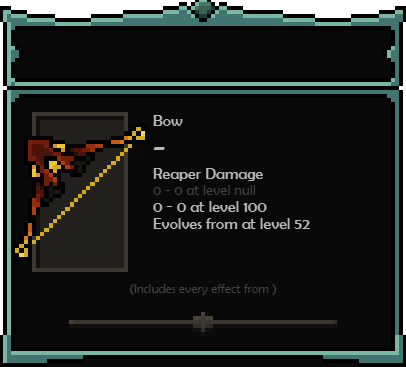 Bow
–
Reaper Damage
0 - 0 at level null
0 - 0 at level 100
Evolves from at level 52
(Includes every effect from )